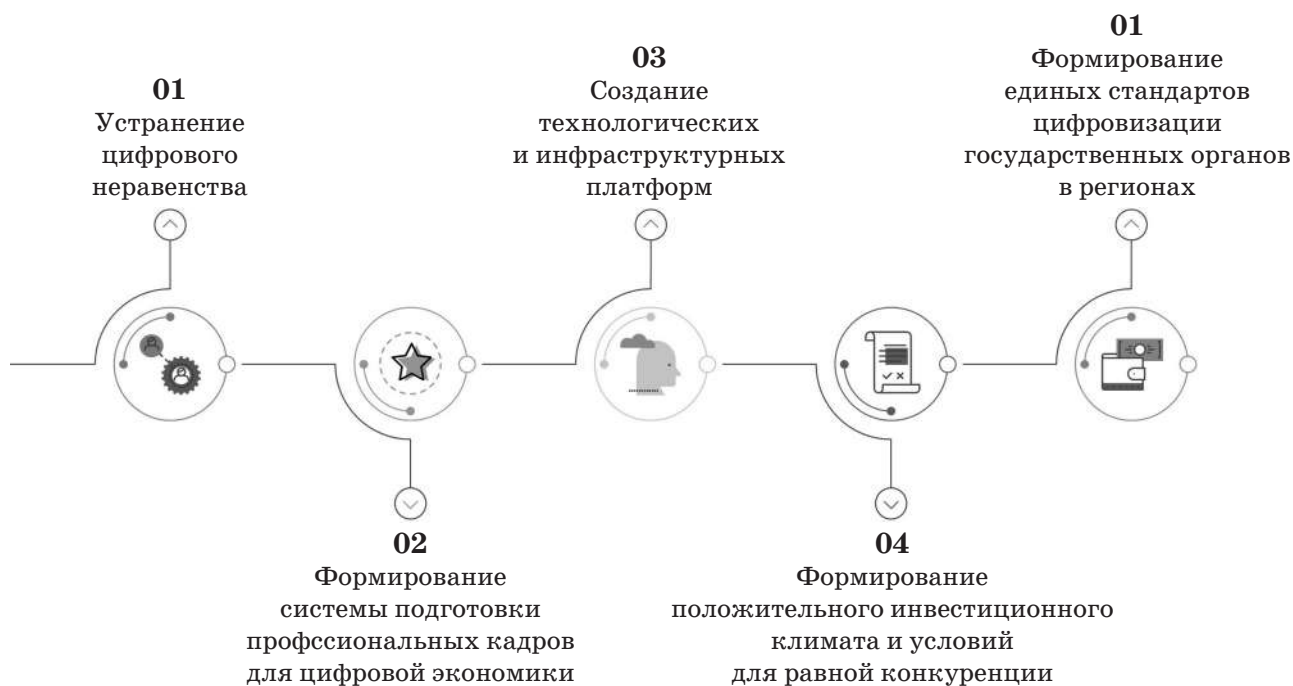 01
Устранение
цифрового
неравенства
02
Формирование
системы подготовки
профссиональных кадров
для цифровой экономики
03
Создание
технологических
и инфраструктурных
платформ
04
Формирование
положительного инвестиционного
климата и условий
для равной конкуренции
01
Формирование
единых стандартов
цифровизации
государственных органов
в регионах